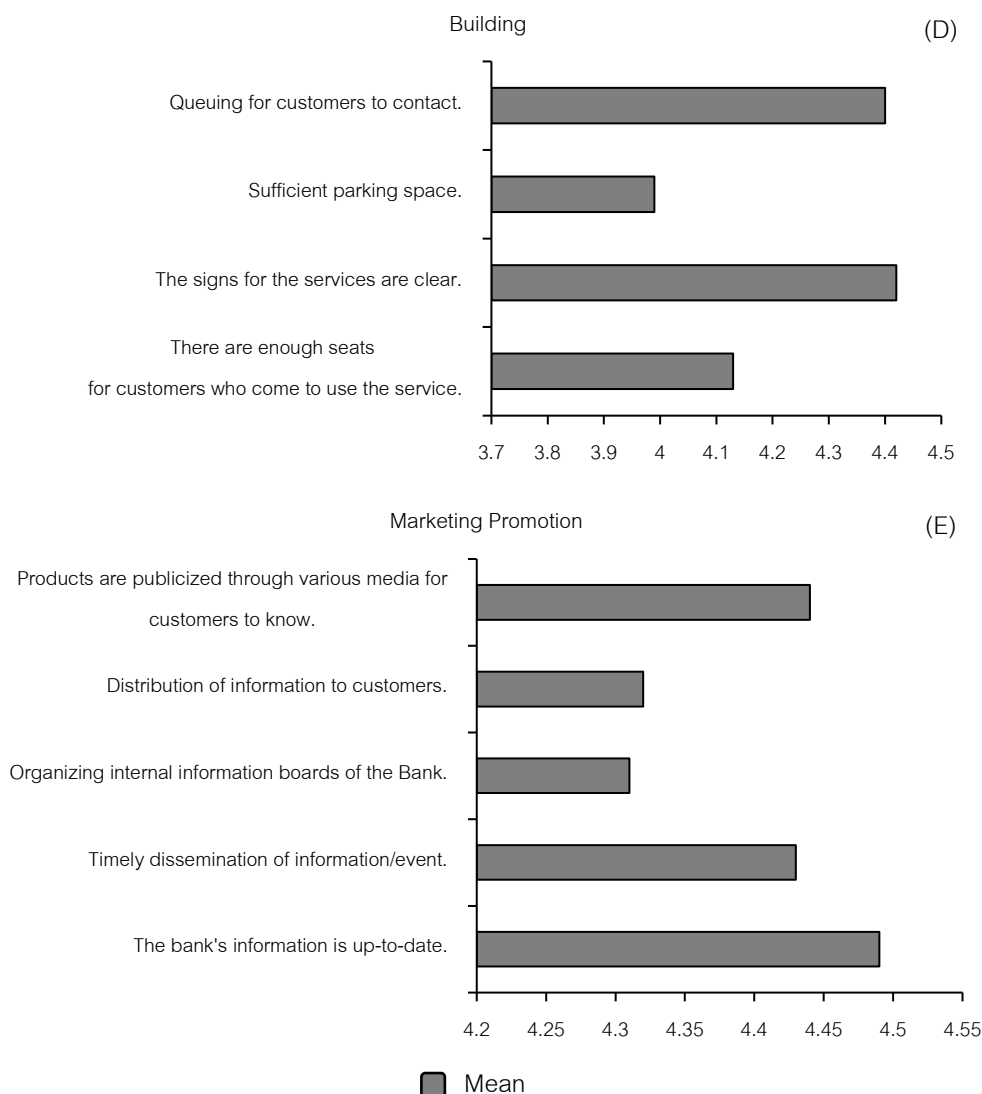 Building
(D)
Queuing for customers to contact.
Sufficient parking space.
The signs for the services are clear.
There are enough seats
for customers who come to use the service.
3.7 3.8 3.9 4 4.1 4.2 4.3 4.4 4.5
Marketing Promotion
(E)
Products are publicized through various media for
customers to know.
Distribution of information to customers.
Organizing internal information boards of the Bank.
Timely dissemination of information/event.
The bank's information is up-to-date.
4.2 4.25 4.3 4.35 4.4 4.45 4.5 4.55
Mean